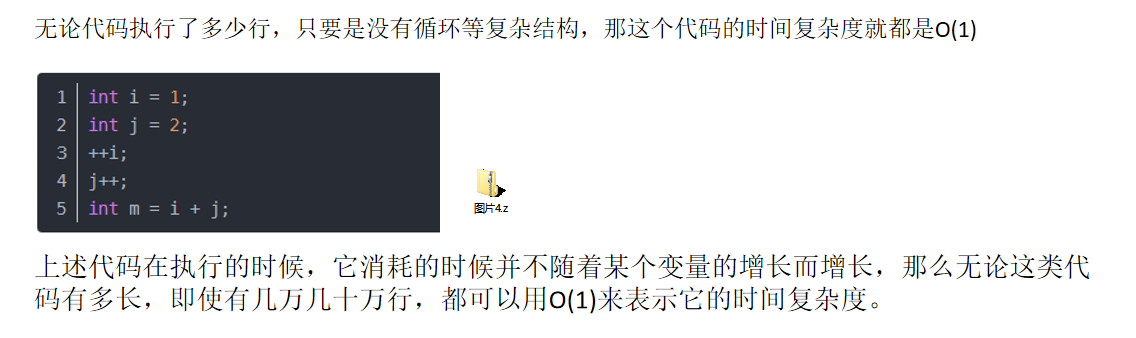 无论代码执行了多少行，只要是没有循环等复杂结构，那这个代码的时间复杂度就都是O(1)
1 int i = 1;
2 int j = 2;
3 ++i;
4 j++;
5 int m = i + j;
图片4.z
上述代码在执行的时候，它消耗的时候并不随着某个变量的增长而增长，那么无论这类代
码有多长，即使有几万几十万行，都可以用O(1)来表示它的时间复杂度。